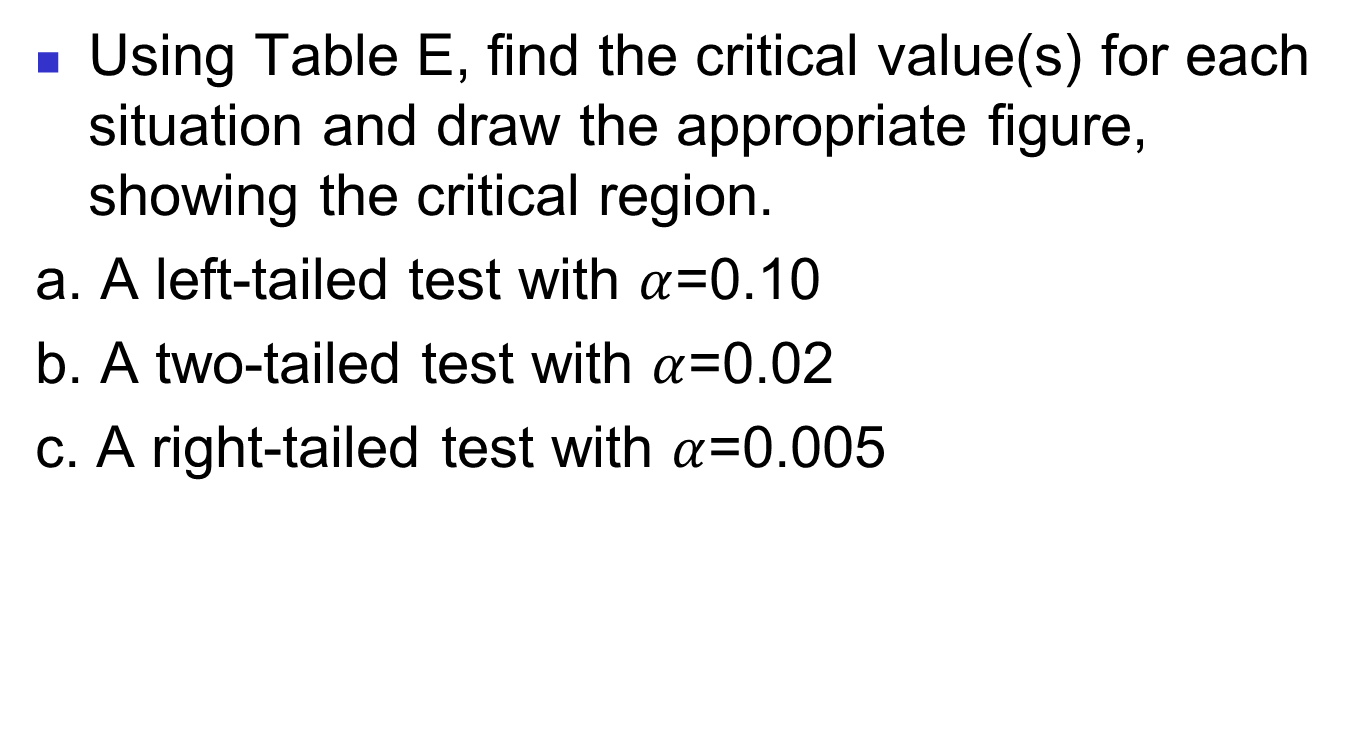 ▪ Using Table E, find the critical value(s) for each
situation and draw the appropriate figure,
showing the critical region.
a. A left-tailed test with 𝛼=0.10
b. A two-tailed test with 𝛼=0.02
c. A right-tailed test with 𝛼=0.005